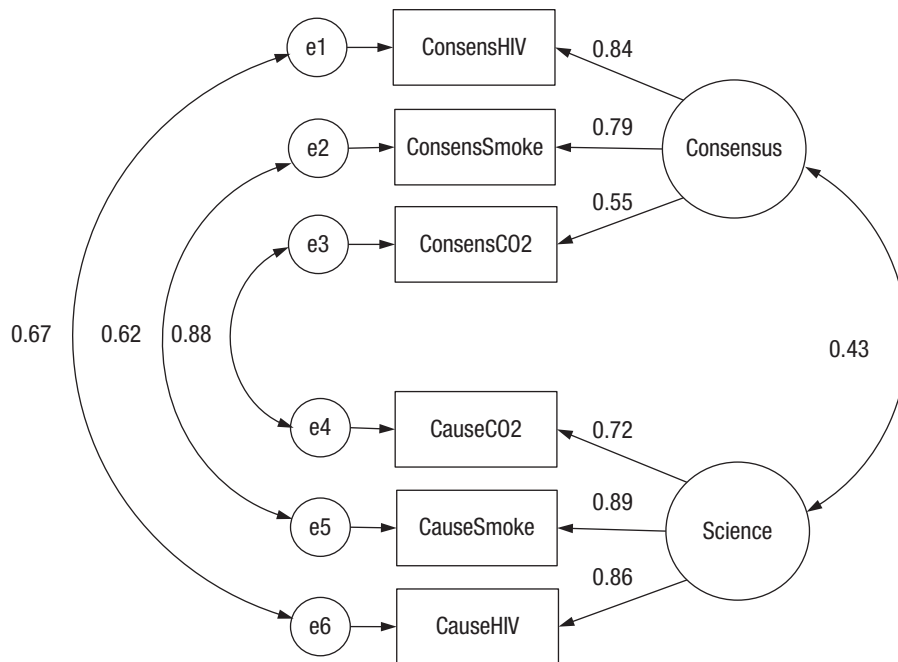 e1
ConsensHIV
0.84
e2
ConsensSmoke
0.79
Consensus
e3
ConsensCO2
0.55
0.67
0.62
0.88
0.43
e4
CauseCO2
0.72
e5
CauseSmoke
0.89
Science
e6
CauseHIV
0.86